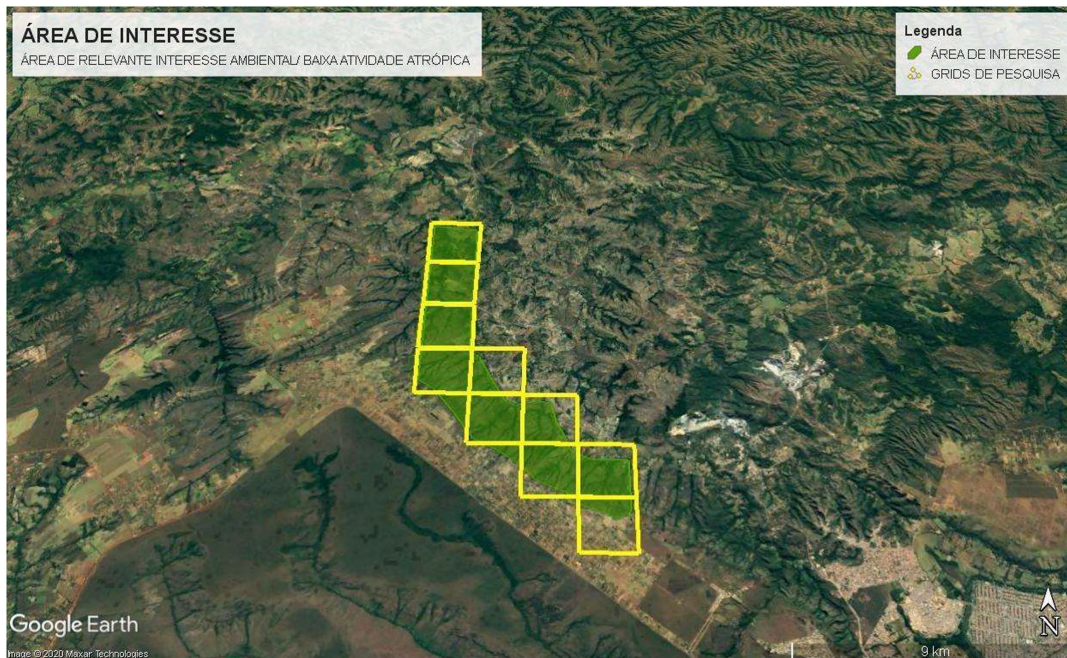 ÁREA DE INTERESSE
ÁREA DE RELEVANTE INTERESSE AMBIENTAL/ BAIXA ATIVIDADE ATRÓPICA
Legenda
ÁREA DE INTERESSE
GRIDS DE PESQUISA
Google Earth
N
Image © 2020 Maxar Technologies
9 km